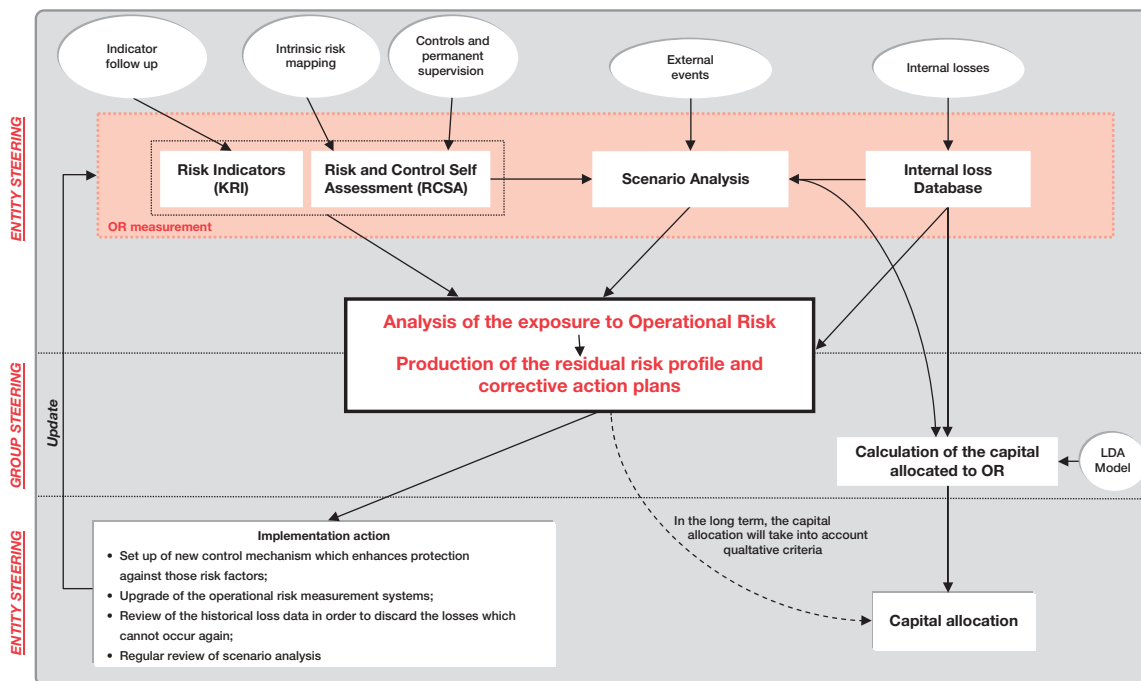 Indicator
follow up
Intrinsic risk
mapping
Controls and
permanent
supervision
External
events
Internal losses
ENTITY STEERING
Risk Indicators
(KRI)
Risk and Control Self
Assessment (RCSA)
Scenario Analysis
Internal loss
Database
OR measurement
Analysis of the exposure to Operational Risk
Production of the residual risk profile and
corrective action plans
GROUP STEERING
Update
Calculation of the capital
allocated to OR
LDA
Model
ENTITY STEERING
Implementation action
• Set up of new control mechanism which enhances protection
against those risk factors;
• Upgrade of the operational risk measurement systems;
• Review of the historical loss data in order to discard the losses which
cannot occur again;
• Regular review of scenario analysis
In the long term, the capital
allocation will take into account
qualtative criteria
Capital allocation